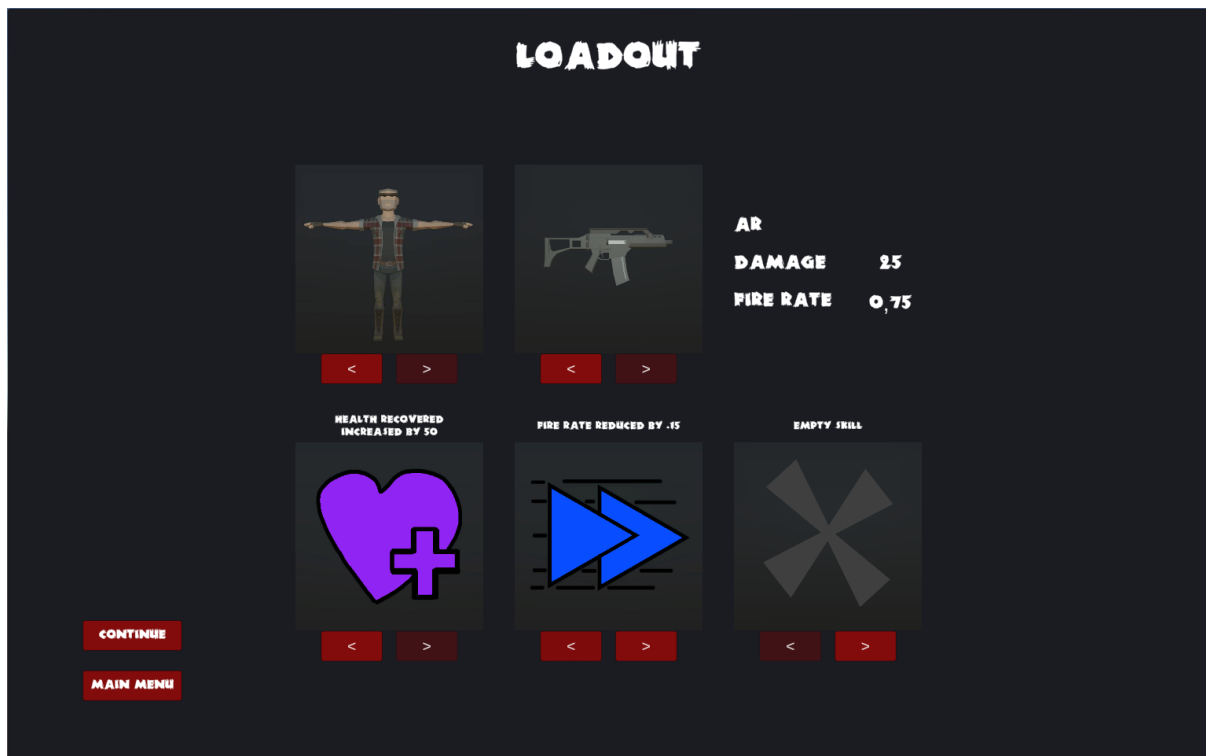 LOADOUT
AR
DAMAGE 25
FIRE RATE 0,75
< >
< >
HEALTH RECOVERED
INCREASED BY 50
FIRE RATE REDUCED BY .15
EMPTY SKILL
< >
< >
< >
CONTINUE
MAIN MENU